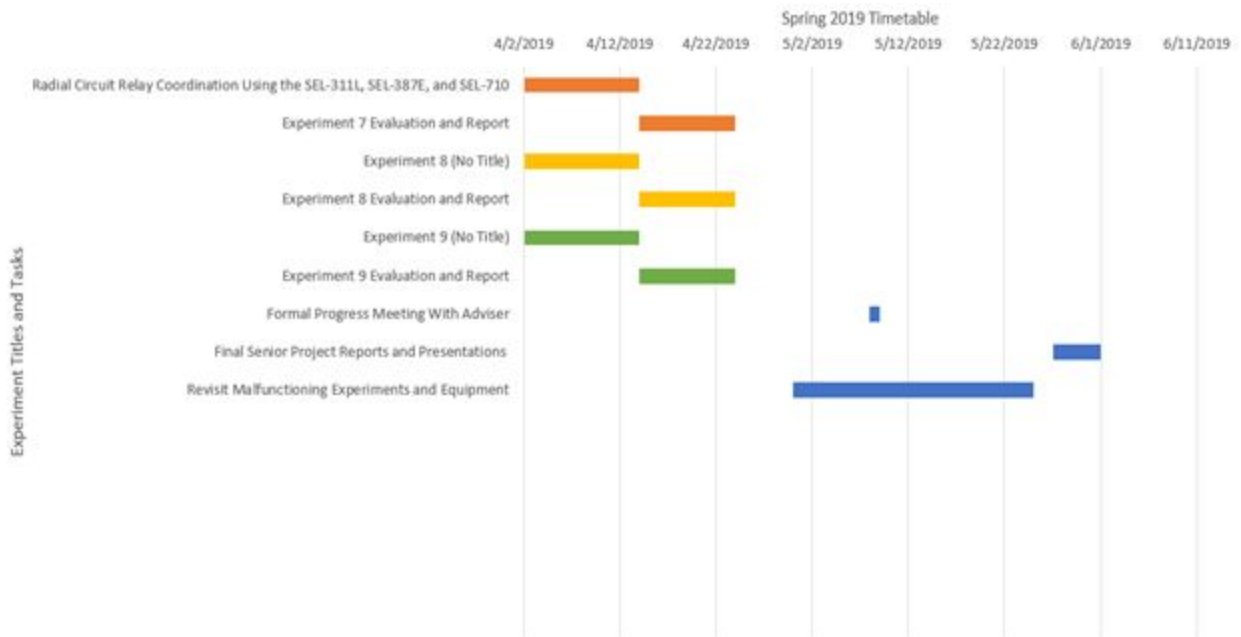 Spring 2019 Timetable
4/2/2019 4/12/2019 4/22/2019 5/2/2019 5/12/2019 5/22/2019 6/1/2019 6/11/2019
Radial Circuit Relay Coordination Using the SEL-311L, SEL-387E, and SEL-710
Experiment 7 Evaluation and Report
Experiment 8 (No Title)
Experiment 8 Evaluation and Report
Experiment 9 (No Title)
Experiment 9 Evaluation and Report
Formal Progress Meeting With Adviser
Final Senior Project Reports and Presentations
Revisit Malfunctioning Experiments and Equipment
Experiment Titles and Tasks